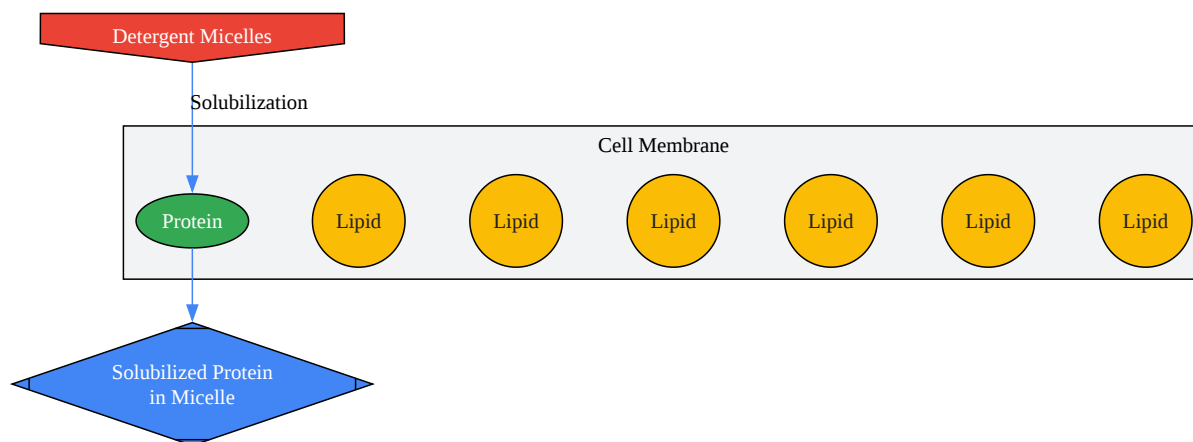 Detergent Micelles
Solubilization
Cell Membrane
Protein
Lipid
Lipid
Lipid
Lipid
Lipid
Lipid
Solubilized Protein
in Micelle